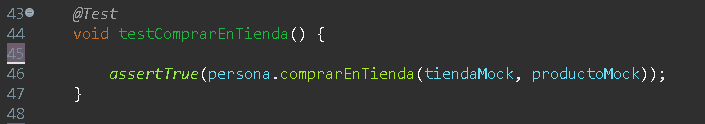 43 @Test
44 void testComprarEnTienda() {
45
46 assertTrue(persona.comprarEnTienda(tiendaMock, productoMock));
47 }
48